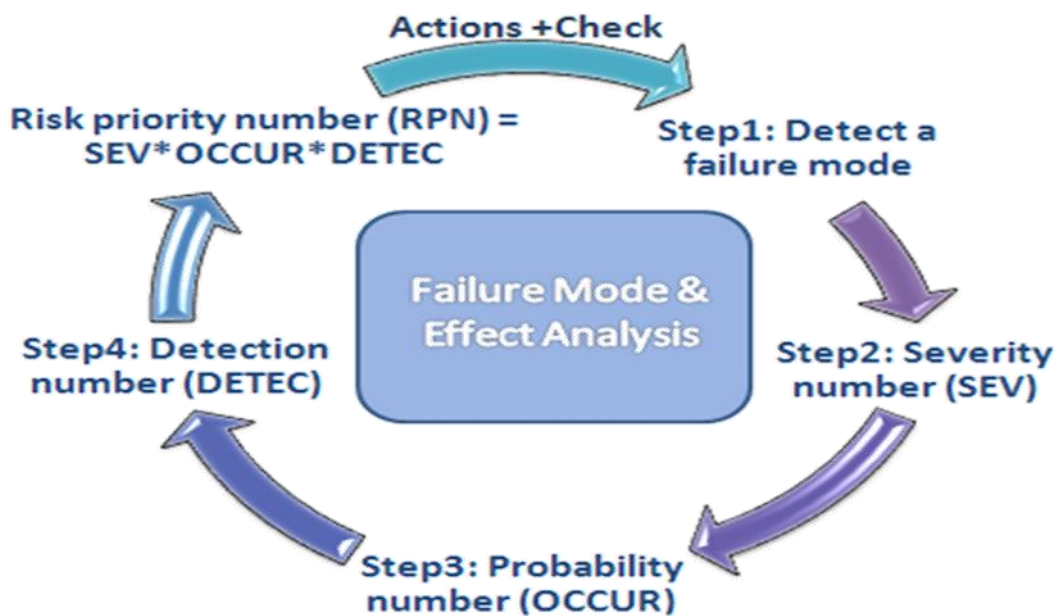 Actions +Check
Risk priority number (RPN) =
SEV*OCCUR*DETEC
Step1: Detect a
failure mode
Failure Mode &
Effect Analysis
Step2: Severity
number (SEV)
Step3: Probability
number (OCCUR)
Step4: Detection
number (DETEC)